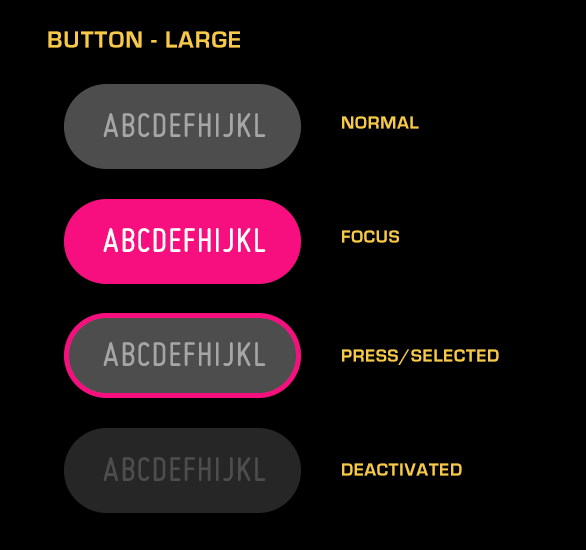 BUTTON - LARGE
ABCDEFHIJKL
NORMAL
ABCDEFHIJKL
FOCUS
ABCDEFHIJKL
PRESS/SELECTED
ABCDEFHIJKL
DEACTIVATED